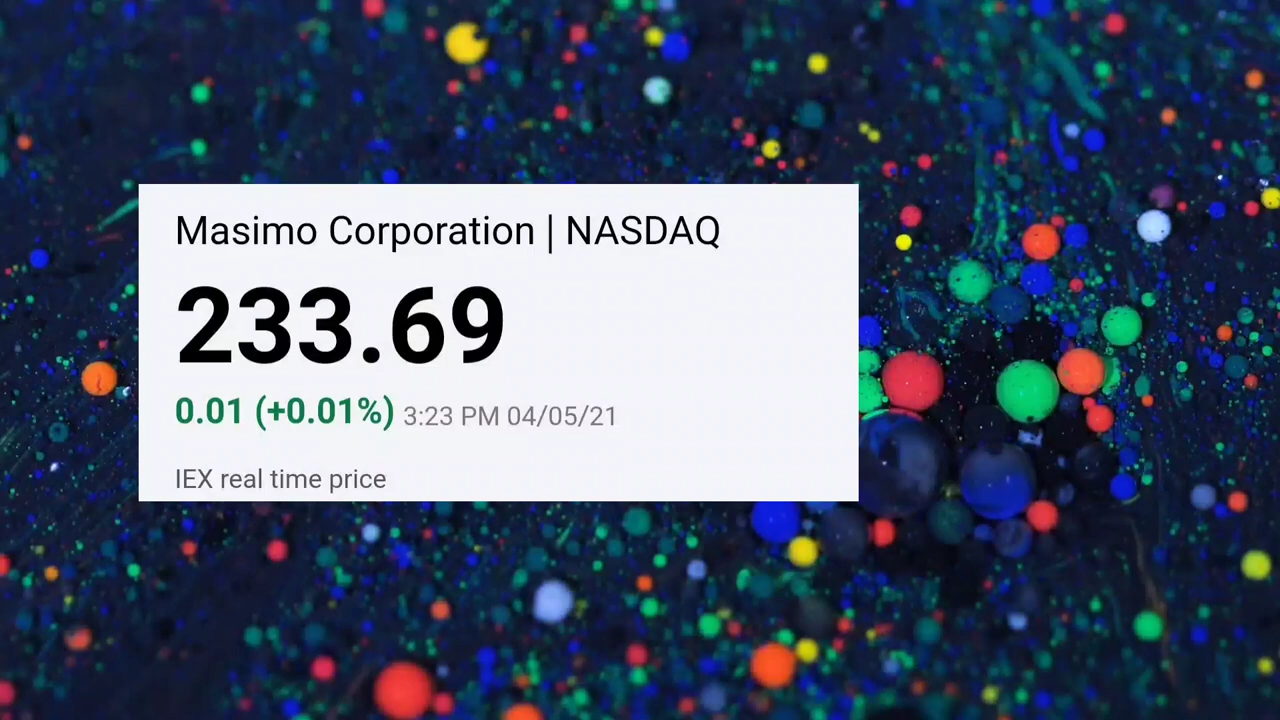 Masimo Corporation | NASDAQ
233.69
0.01 (+0.01%) 3:23 PM 04/05/21
IEX real time price